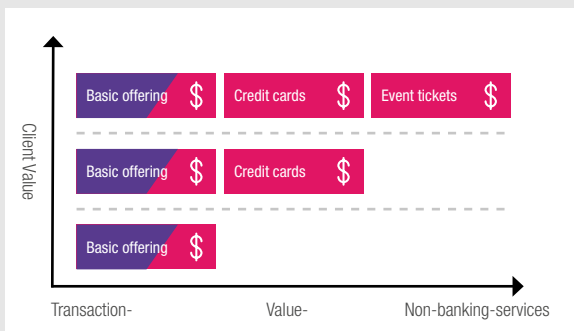 Basic offering $ Credit cards $ Event tickets $
Client Value
Basic offering $ Credit cards $
Basic offering $
Transaction- Value- Non-banking-services